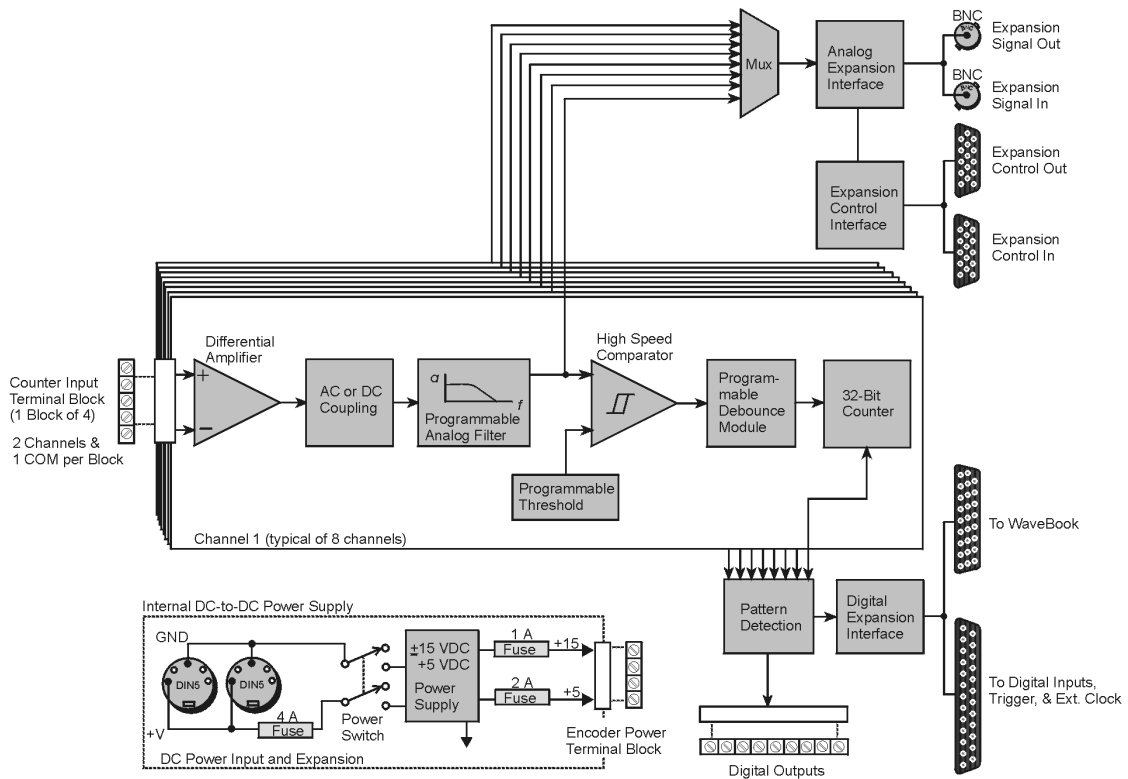 BNC
BNC
Expansion
Signal Out
BNC
BNC
Expansion
Signal In
Mux
Analog
Expansion
Interface
Expansion
Control Out
Expansion
Control
Interface
Expansion
Control In
Differential
Amplifier
High Speed
Comparator
Counter Input
Terminal Block
(1 Block of 4)
2 Channels &
1 COM per Block
+
−
AC or DC
Coupling
a
f
Programmable
Analog Filter
Program-
mable
Debounce
Module
32-Bit
Counter
Programmable
Threshold
Channel 1 (typical of 8 channels)
To WaveBook
Pattern
Detection
Digital
Expansion
Interface
To Digital Inputs,
Trigger, & Ext. Clock
Digital Outputs
Internal DC-to-DC Power Supply
GND
DIN5
DIN5
+V
4 A
Fuse
Power
Switch
±15 VDC
+5 VDC
Power
Supply
1 A
Fuse
+15
2 A
Fuse
+5
Encoder Power
Terminal Block
DC Power Input and Expansion